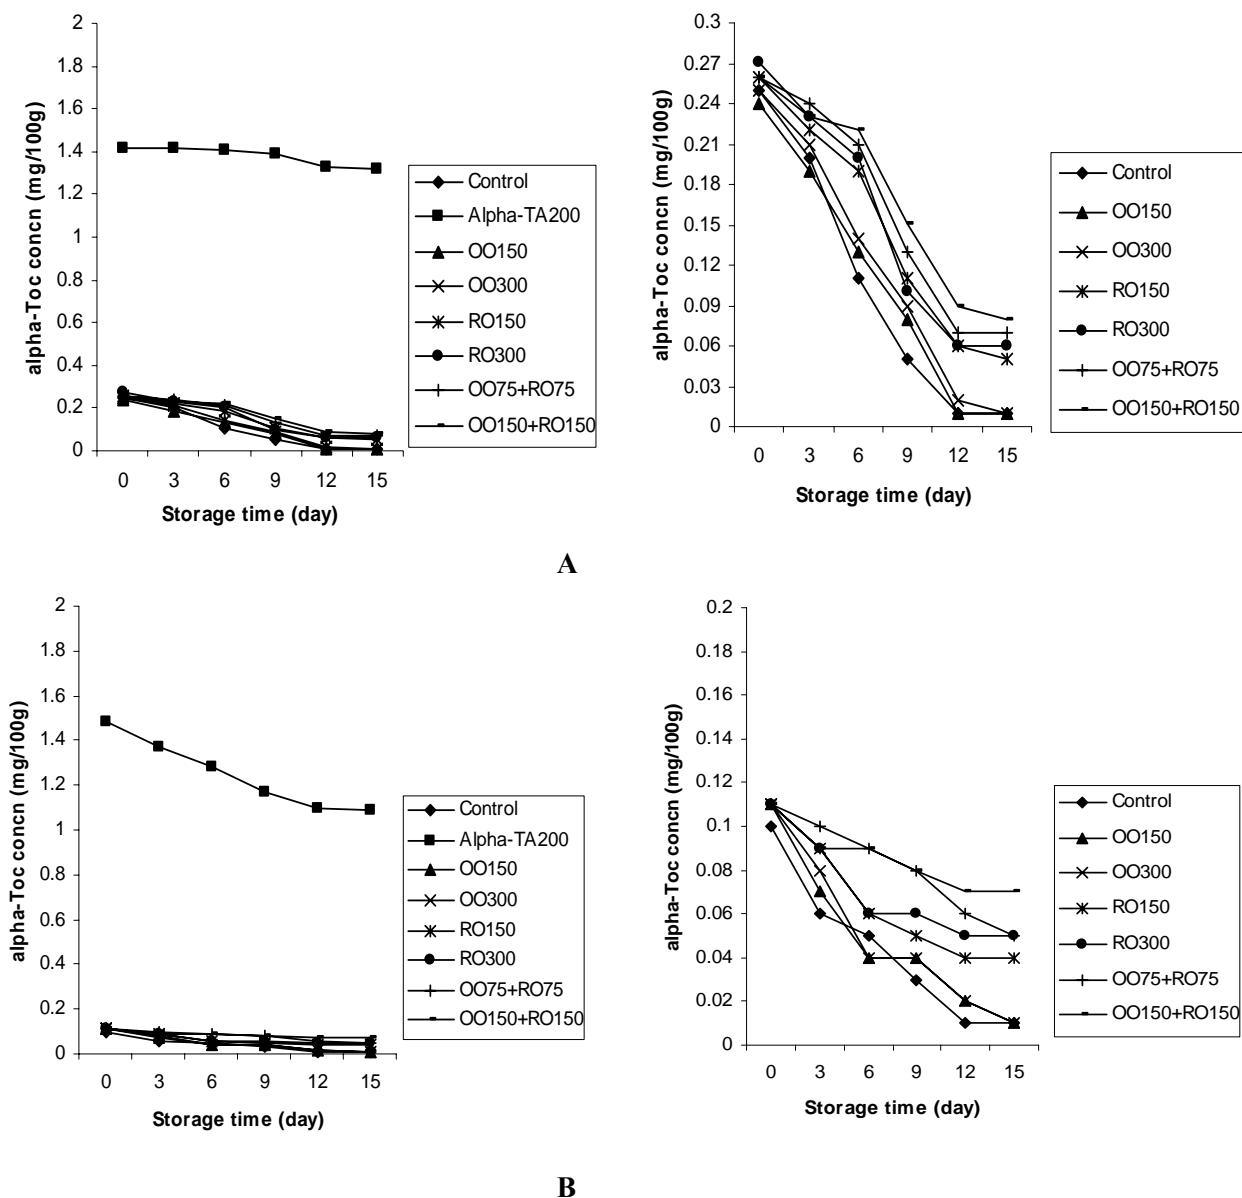 2
1.8
1.6
1.4
1.2
1
0.8
0.6
0.4
0.2
0
alpha-Toc concn (mg/100g)
0 3 6 9 12 15
Storage time (day)
Control
Alpha-TA200
OO150
OO300
RO150
RO300
OO75+RO75
OO150+RO150
0.3
0.27
0.24
0.21
0.18
0.15
0.12
0.09
0.06
0.03
0
alpha-Toc concn (mg/100g)
0 3 6 9 12 15
Storage time (day)
Control
OO150
OO300
RO150
RO300
OO75+RO75
OO150+RO150
A
2
1.8
1.6
1.4
1.2
1
0.8
0.6
0.4
0.2
0
alpha-Toc concn (mg/100g)
0 3 6 9 12 15
Storage time (day)
Control
Alpha-TA200
OO150
OO300
RO150
RO300
OO75+RO75
OO150+RO150
0.2
0.18
0.16
0.14
0.12
0.1
0.08
0.06
0.04
0.02
0
alpha-Toc concn (mg/100g)
0 3 6 9 12 15
Storage time (day)
Control
OO150
OO300
RO150
RO300
OO75+RO75
OO150+RO150
B